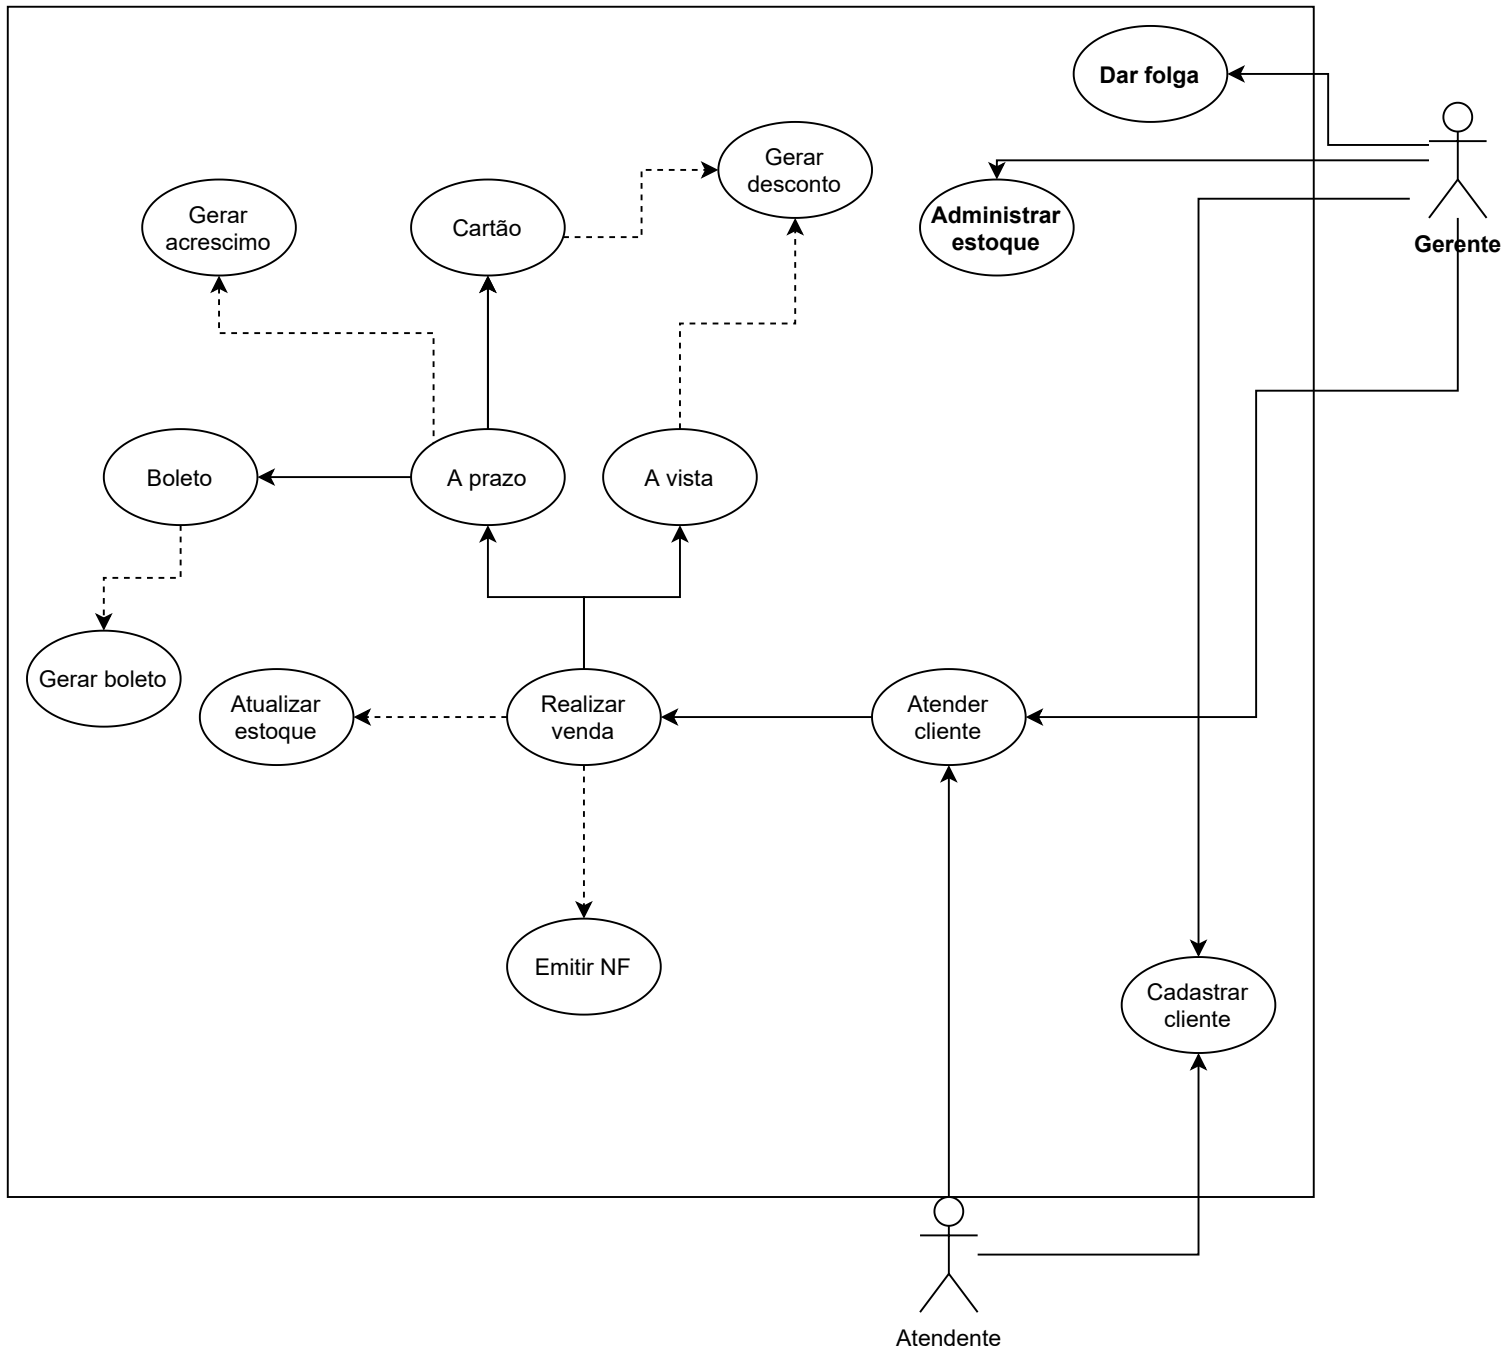 Dar folga
Gerar
desconto
Gerar
acrescimo
Cartão
Administrar
estoque
Gerente
Boleto
A prazo
A vista
Gerar boleto
Atualizar
estoque
Realizar
venda
Atender
cliente
Emitir NF
Cadastrar
cliente
Atendente